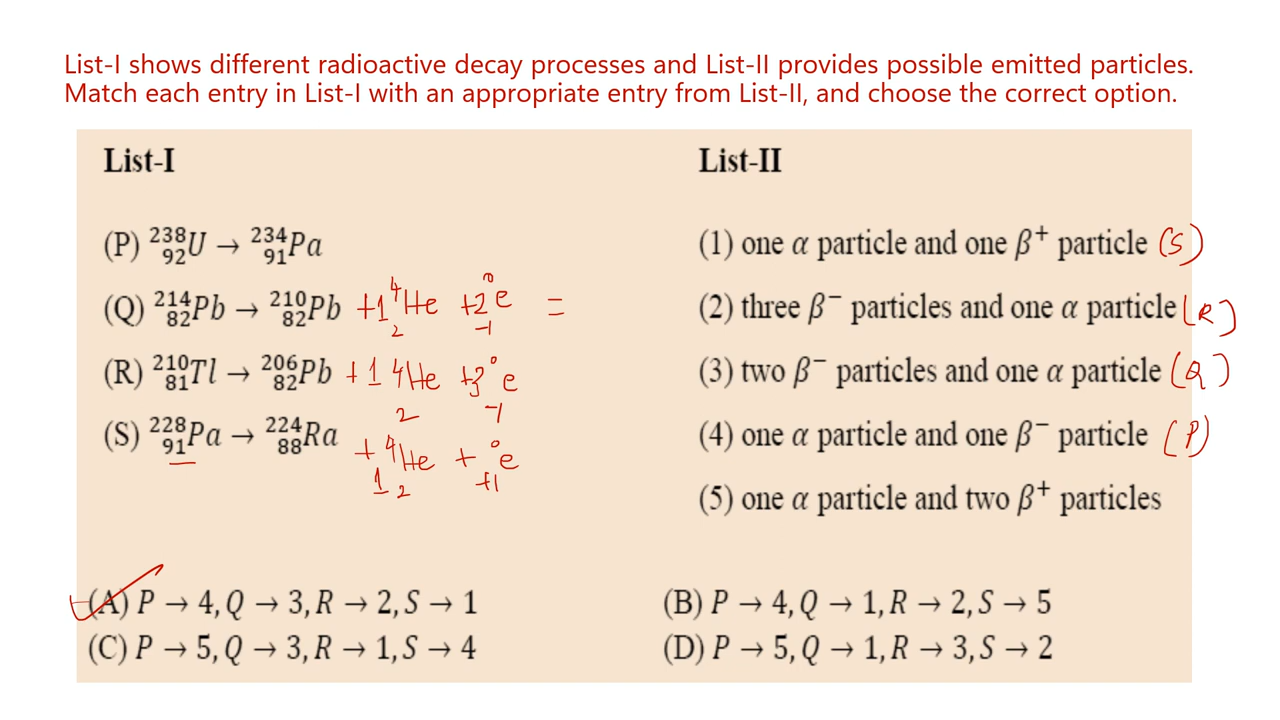 List-I shows different radioactive decay processes and List-II provides possible emitted particles.
Match each entry in List-I with an appropriate entry from List-II, and choose the correct option.
List-I List-II
(P) ²³⁸₉₂U → ²³⁴₉₁Pa (1) one α particle and one β⁺ particle (S)
(Q) ²¹⁴₈₂Pb → ²¹⁰₈₂Pb +1 ⁴₂He +2 ⁰₋₁e = (2) three β⁻ particles and one α particle (R)
(R) ²¹⁰₈₁Tl → ²⁰⁶₈₂Pb +1 ⁴₂He +3 ⁰₋₁e (3) two β⁻ particles and one α particle (Q)
(S) ²²⁸₉₁Pa → ²²⁴₈₈Ra + 1 ⁴₂He + ⁰₊₁e (4) one α particle and one β⁻ particle (P)
(5) one α particle and two β⁺ particles
(A) P → 4, Q → 3, R → 2, S → 1 (B) P → 4, Q → 1, R → 2, S → 5
(C) P → 5, Q → 3, R → 1, S → 4 (D) P → 5, Q → 1, R → 3, S → 2